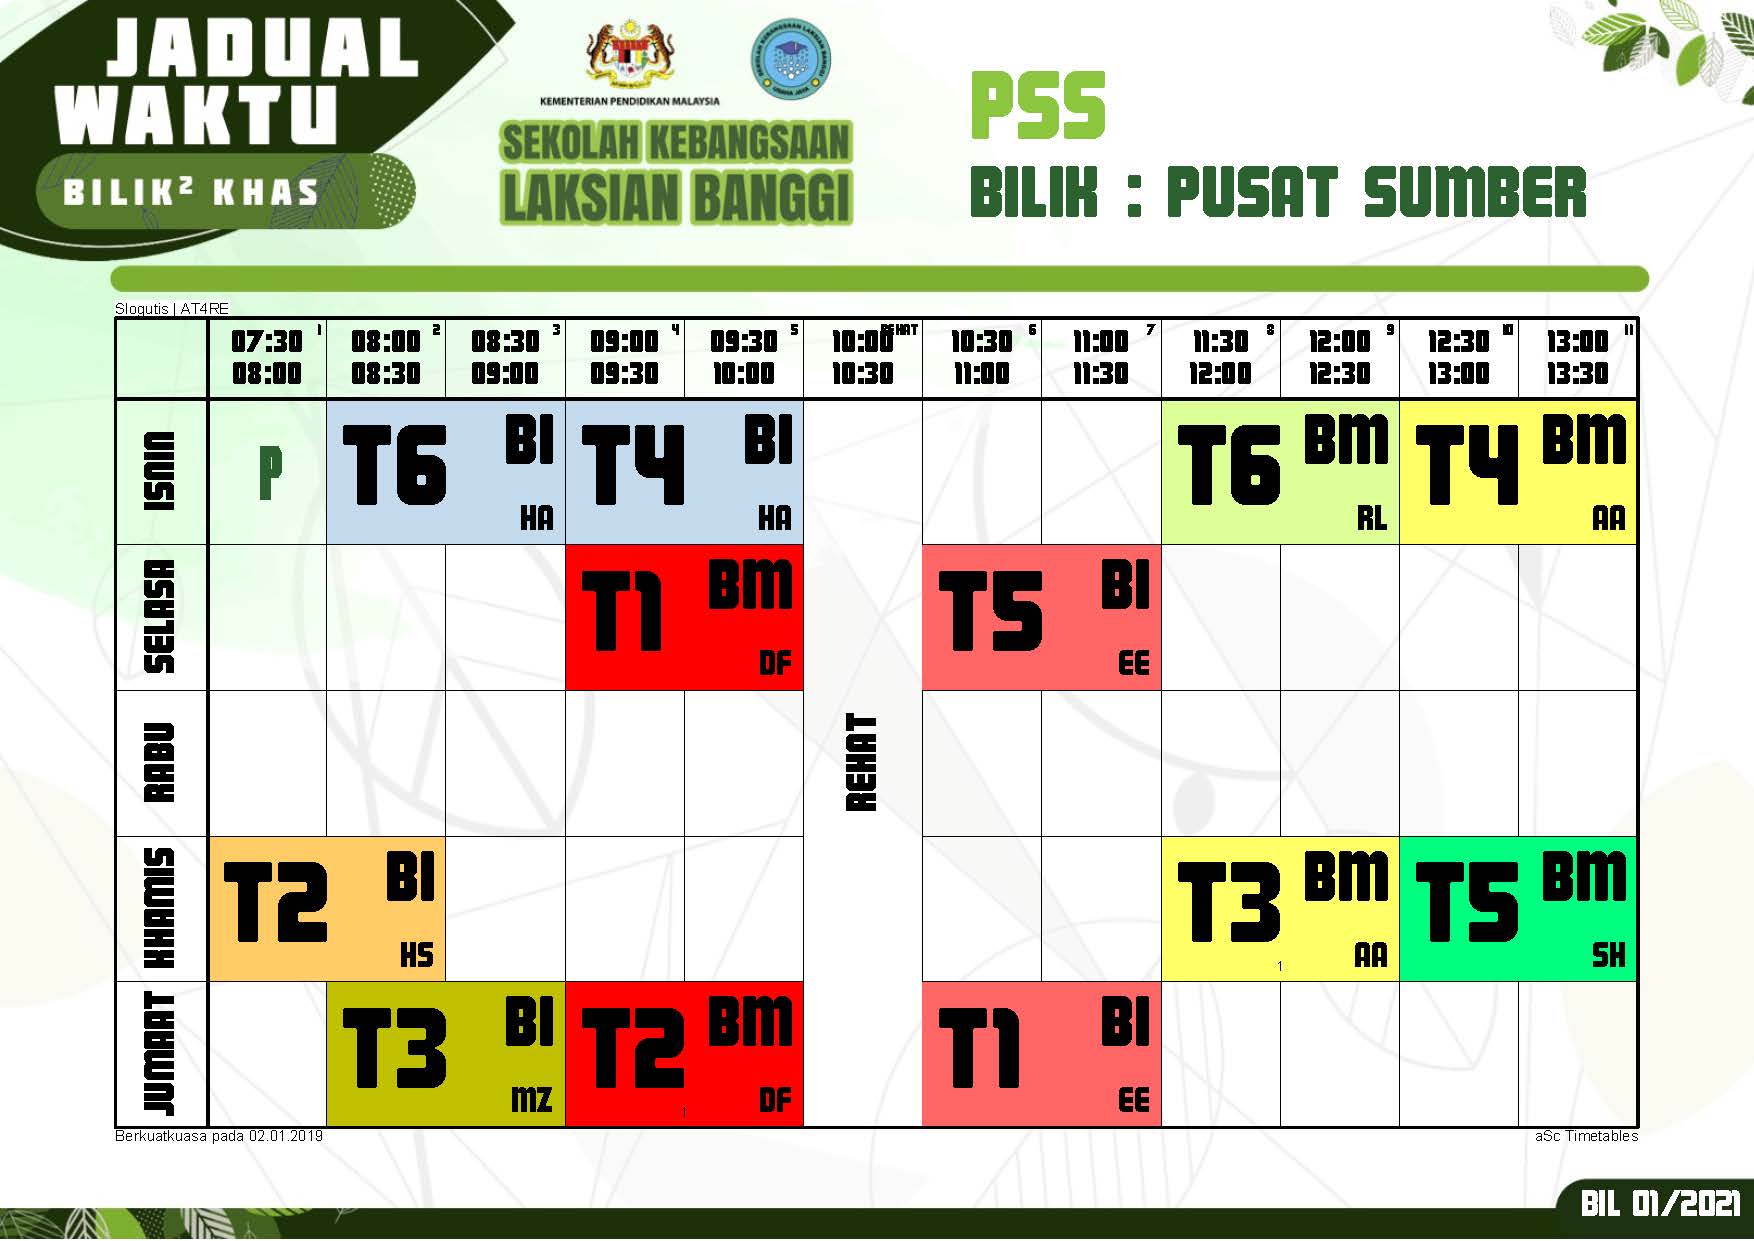 JADUAL
WAKTU
BILIK² KHAS
KEMENTERIAN PENDIDIKAN MALAYSIA
SEKOLAH KEBANGSAAN LAKSIAN BANGGI
SEKOLAH KEBANGSAAN
LAKSIAN BANGGI
PSS
BILIK : PUSAT SUMBER
Slogutis | AT4RE
07:30 08:00 1
08:00 08:30 2
08:30 09:00 3
09:00 09:30 4
09:30 10:00 5
10:00 10:30 REHAT
10:30 11:00 6
11:00 11:30 7
11:30 12:00 8
12:00 12:30 9
12:30 13:00 10
13:00 13:30 11
ISNIN
P
T6 BI HA
T4 BI HA
T6 BM RL
T4 BM AA
SELASA
T1 BM DF
T5 BI EE
RABU
REHAT
KHAMIS
T2 BI HS
T3 BM 1 AA
T5 BM SH
JUMAAT
T3 BI MZ
T2 BM 1 DF
T1 BI EE
Berkuatkuasa pada 02.01.2019
aSc Timetables
BIL 01/2021